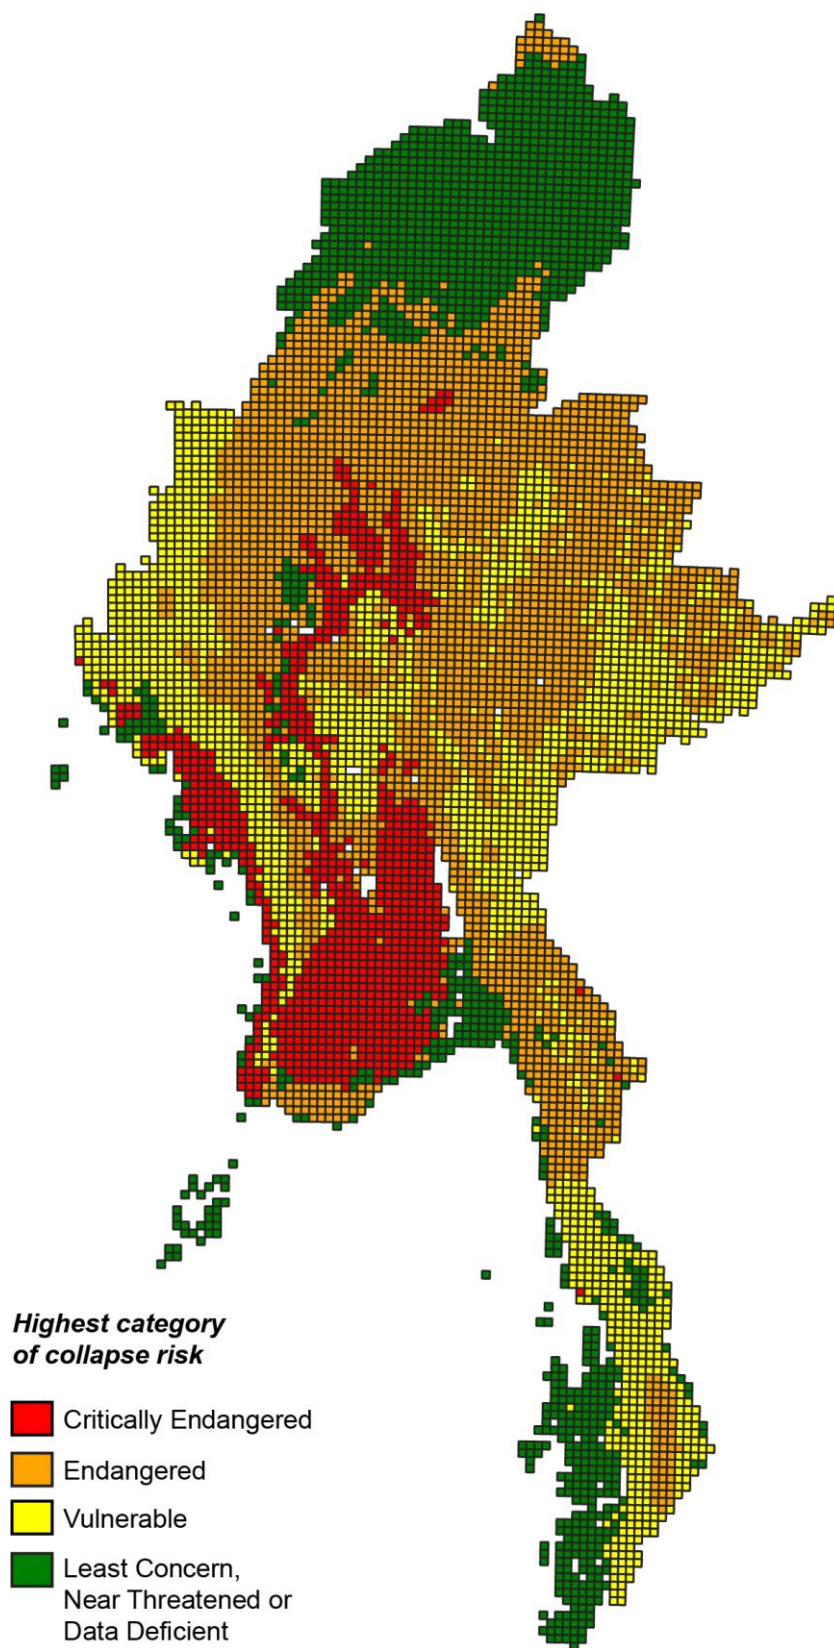 Highest category
of collapse risk
Critically Endangered
Endangered
Vulnerable
Least Concern,
Near Threatened or
Data Deficient